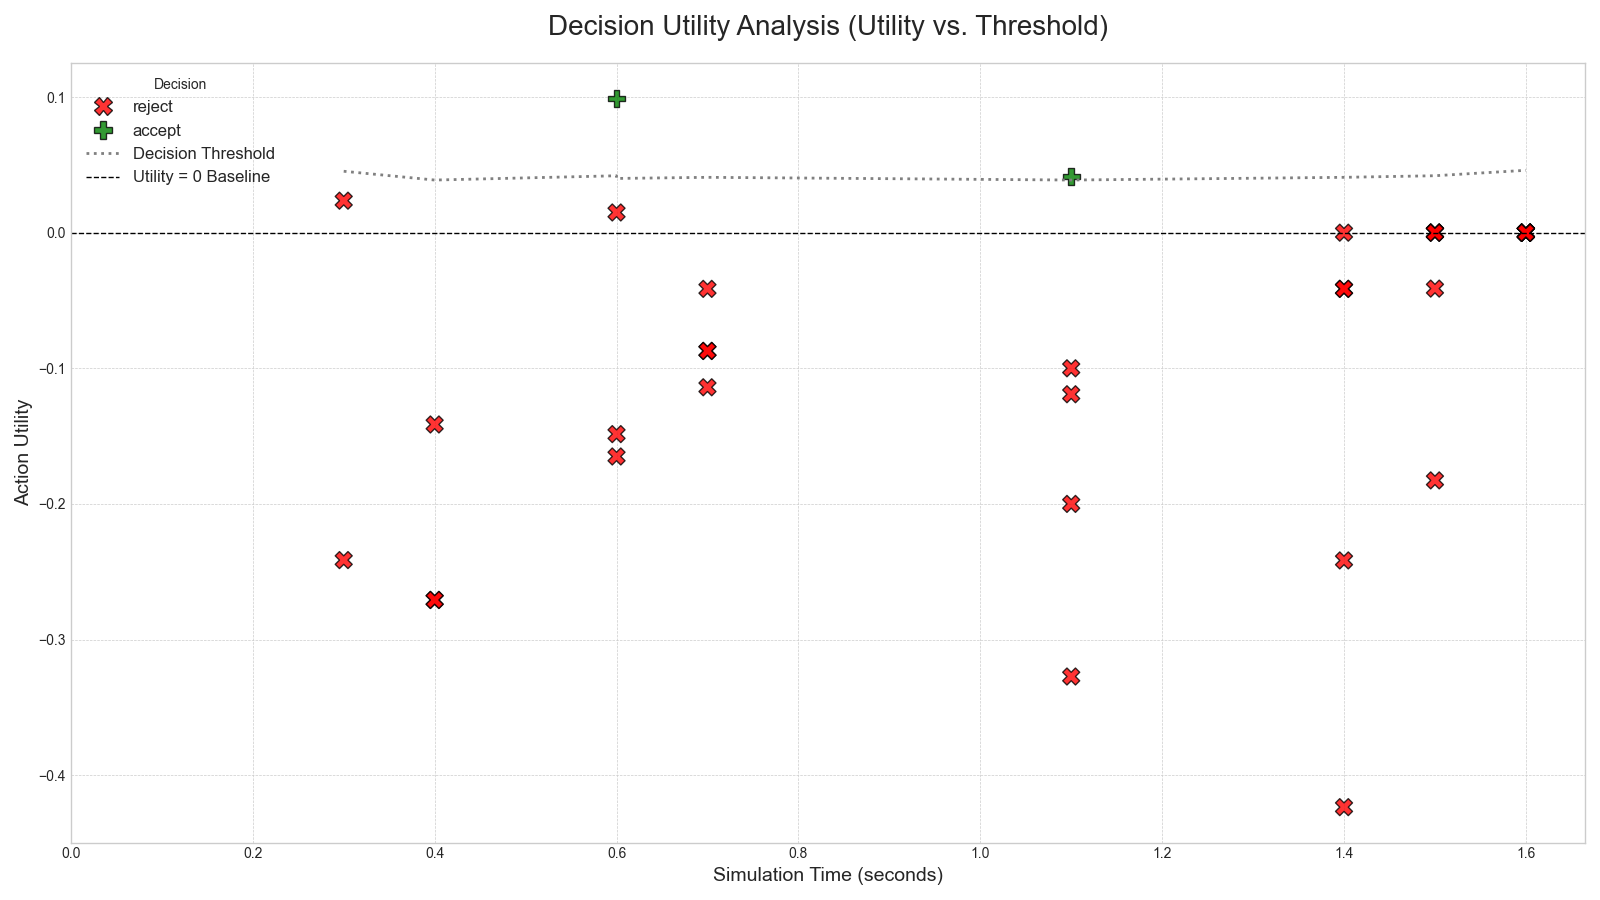 Decision Utility Analysis (Utility vs. Threshold)
Decision
reject
accept
Decision Threshold
Utility = 0 Baseline
Action Utility
0.1
0.0
−0.1
−0.2
−0.3
−0.4
0.0 0.2 0.4 0.6 0.8 1.0 1.2 1.4 1.6
Simulation Time (seconds)